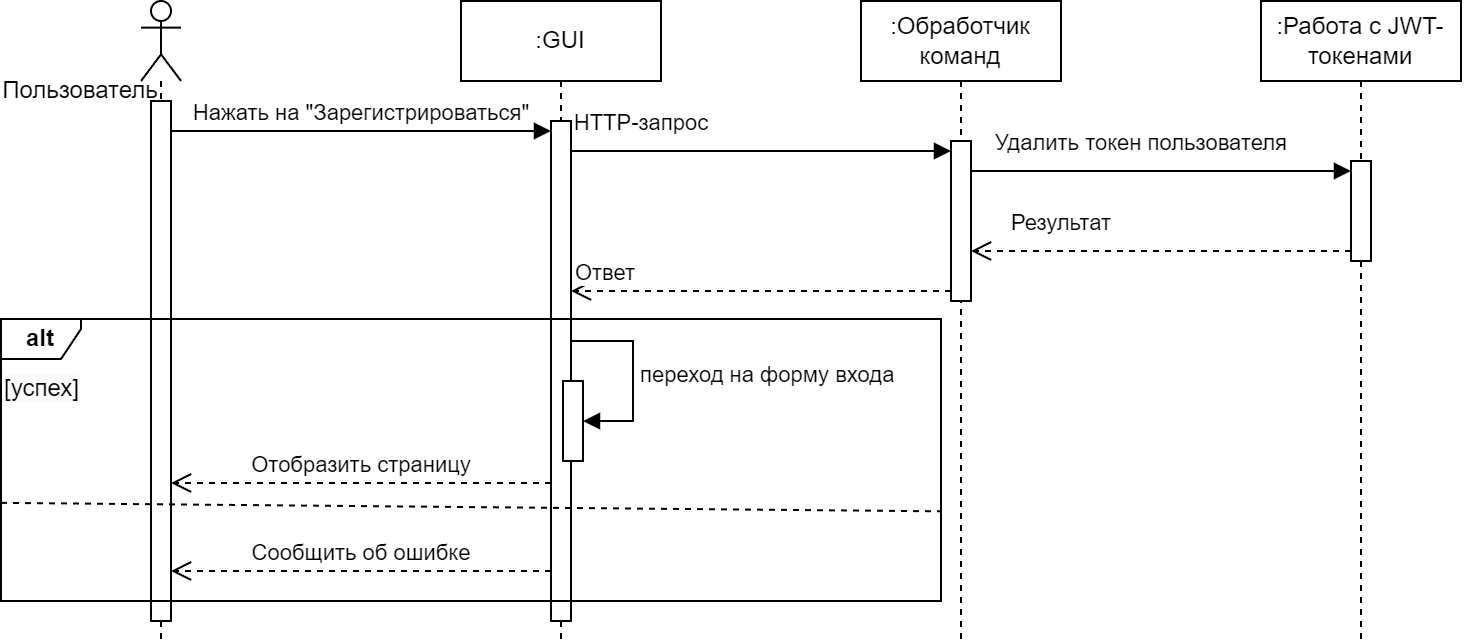 :GUI
:Обработчик
команд
:Работа с JWT-
токенами
Пользователь
Нажать на "Зарегистрироваться"
HTTP-запрос
Удалить токен пользователя
Результат
Ответ
alt
[успех]
переход на форму входа
Отобразить страницу
Сообщить об ошибке